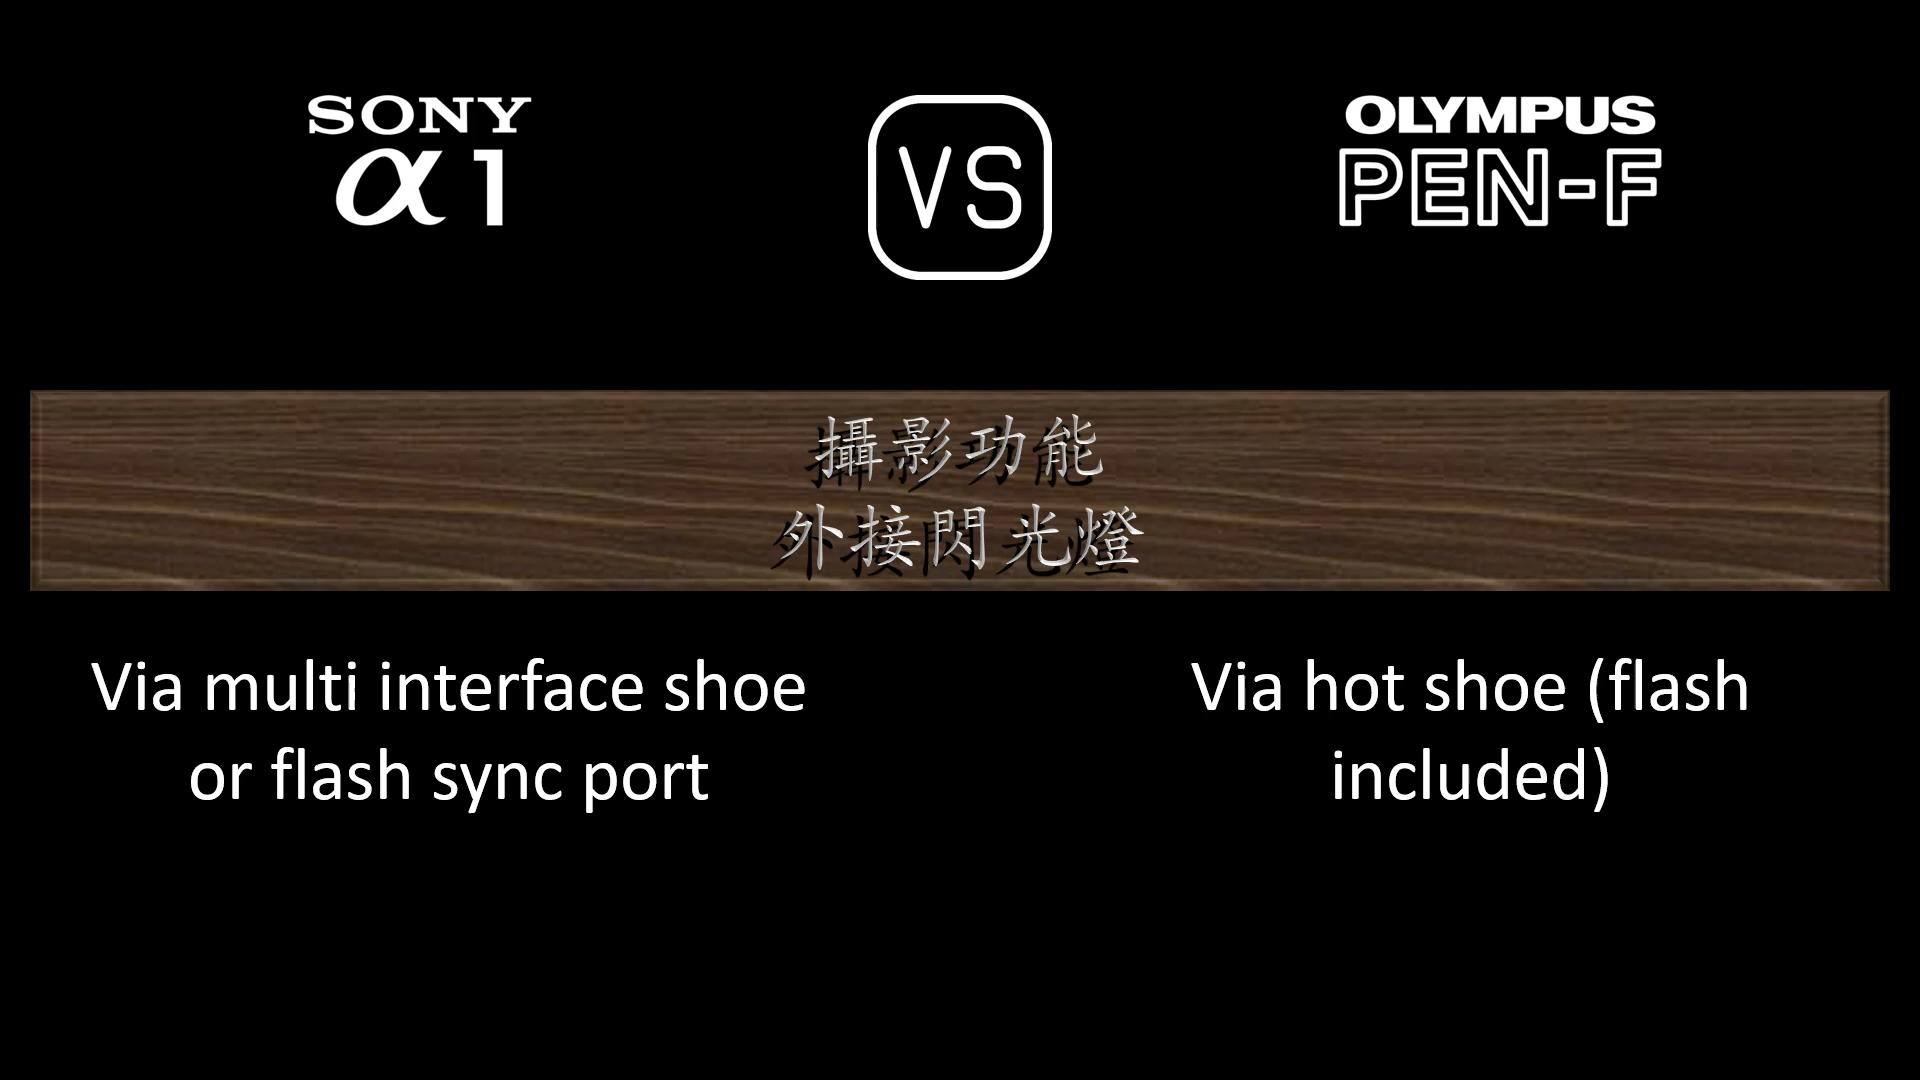 SONY
α1
VS
OLYMPUS
PEN-F
攝影功能
外接閃光燈
Via multi interface shoe
or flash sync port
Via hot shoe (flash
included)